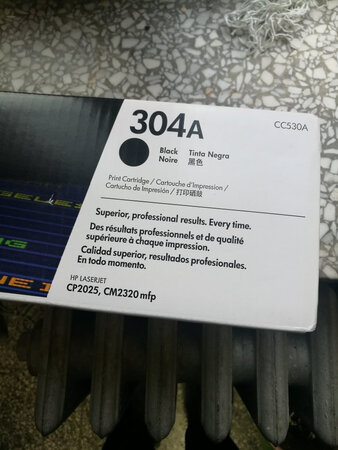 304A
CC530A
Black Tinta Negra
Noire 黑色
Print Cartridge / Cartouche d'Impression /
Cartucho de Impresión / 打印硒鼓
Superior, professional results. Every time.
Des résultats professionnels et de qualité
supérieure à chaque impression.
Calidad superior, resultados profesionales.
En todo momento.
HP LASERJET
CP2025, CM2320 mfp